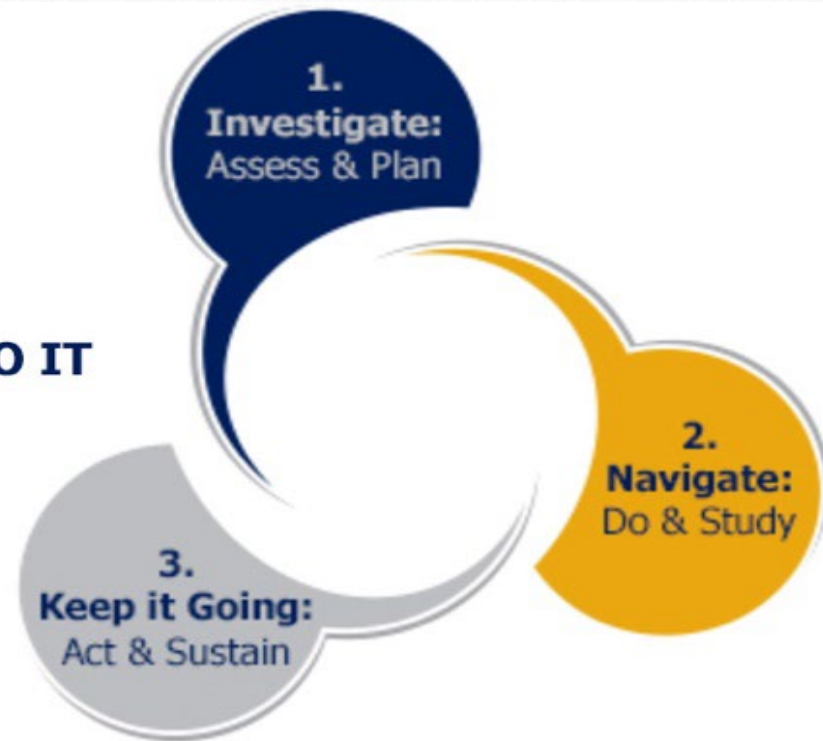 1.
Investigate:
Assess & Plan
O IT
2.
Navigate:
Do & Study
3.
Keep it Going:
Act & Sustain